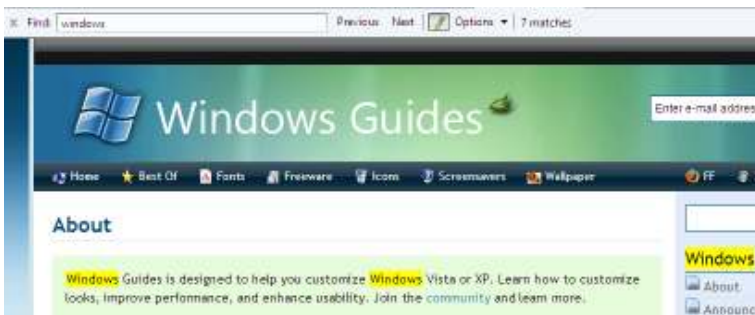 x Find: windows Previous Next Options 7 matches
Windows Guides
Enter e-mail addres
Home Best Of Fonts Freeware Icons Screensavers Wallpaper FF
About
Windows Guides is designed to help you customize Windows Vista or XP. Learn how to customize
looks, improve performance, and enhance usability. Join the community and learn more.
Windows
About
Announc